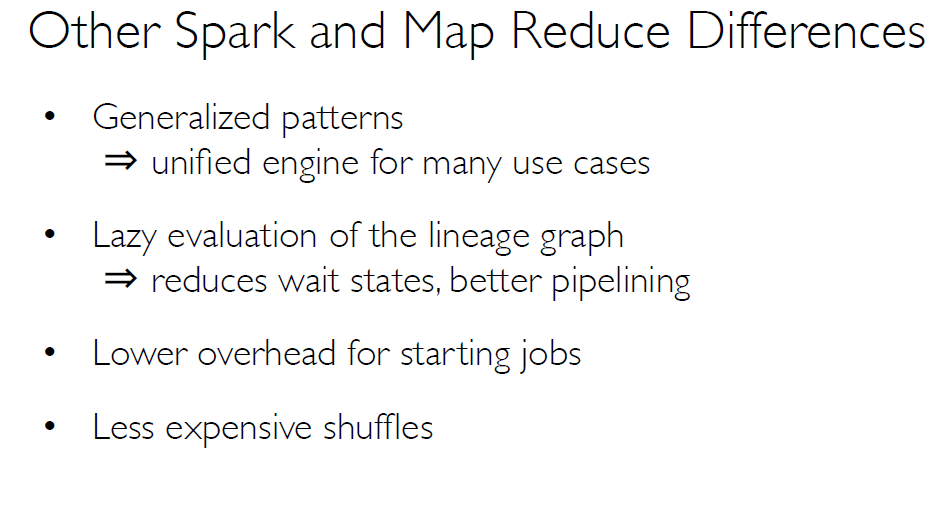 Other Spark and Map Reduce Differences
• Generalized patterns
⇒ unified engine for many use cases
• Lazy evaluation of the lineage graph
⇒ reduces wait states, better pipelining
• Lower overhead for starting jobs
• Less expensive shuffles